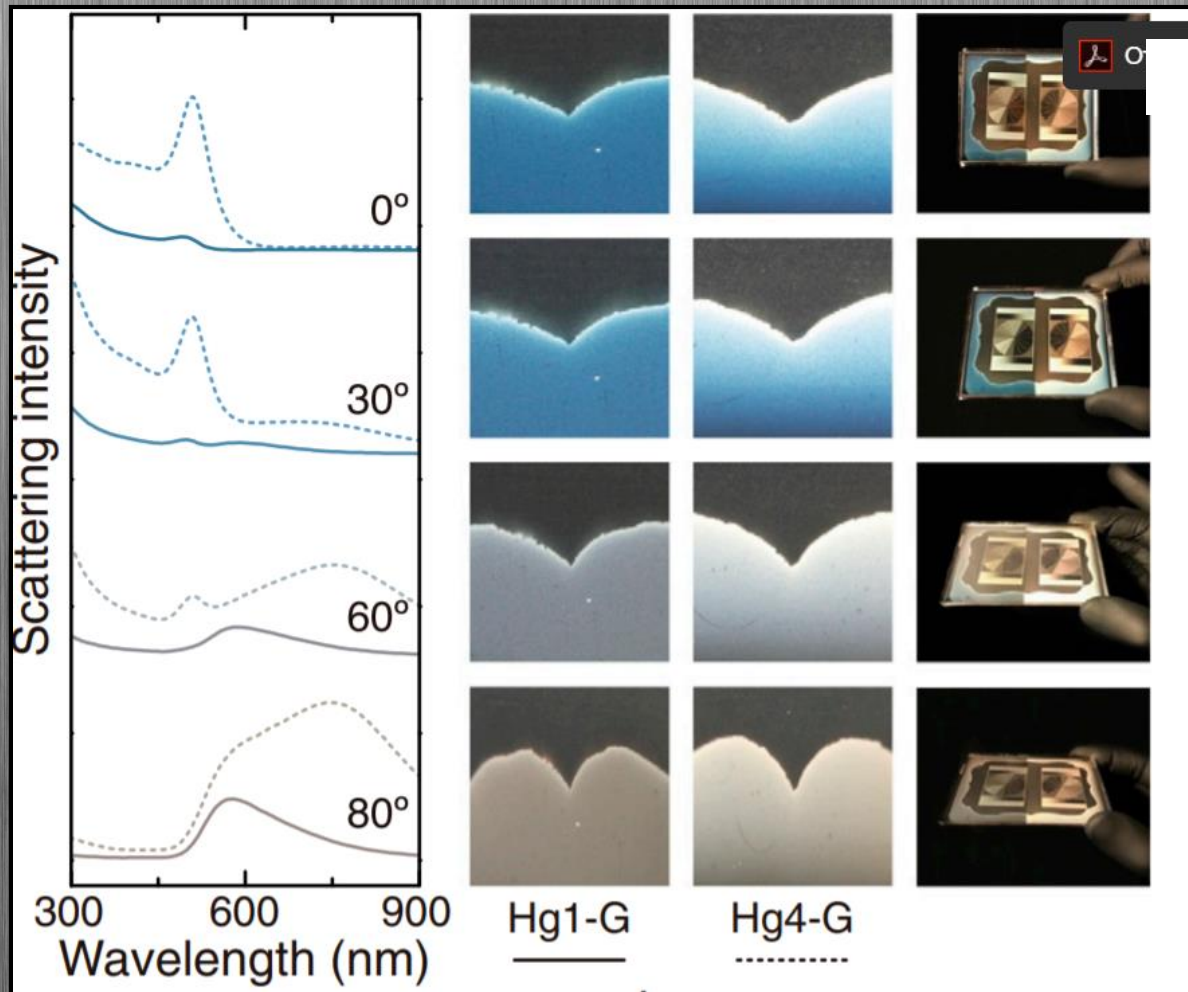 Scattering intensity
0º
30º
60º
80º
300 600 900
Wavelength (nm)
Hg1-G Hg4-G